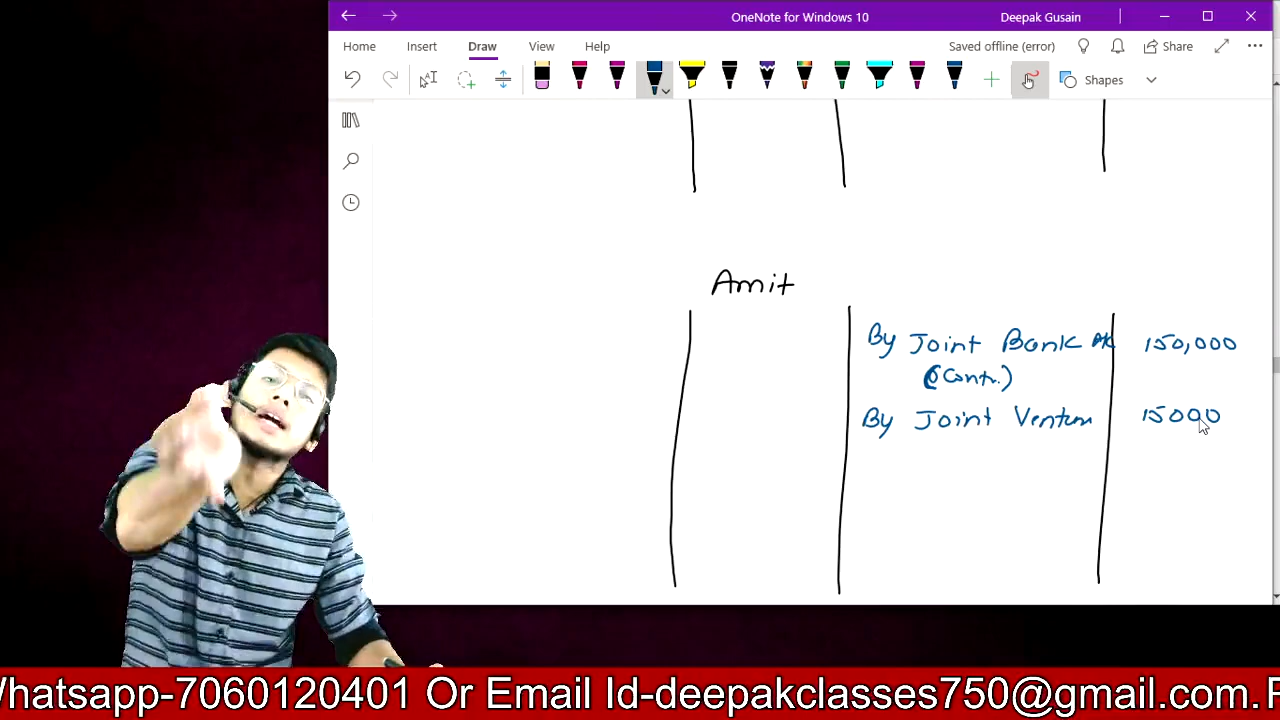 OneNote for Windows 10
Deepak Gusain
Home Insert Draw View Help
Saved offline (error)
Share
Shapes
Amit
By Joint Bank A/c 150,000
(Contr.)
By Joint Venture 15000
Whatsapp-7060120401 Or Email Id-deepakclasses750@gmail.com. F